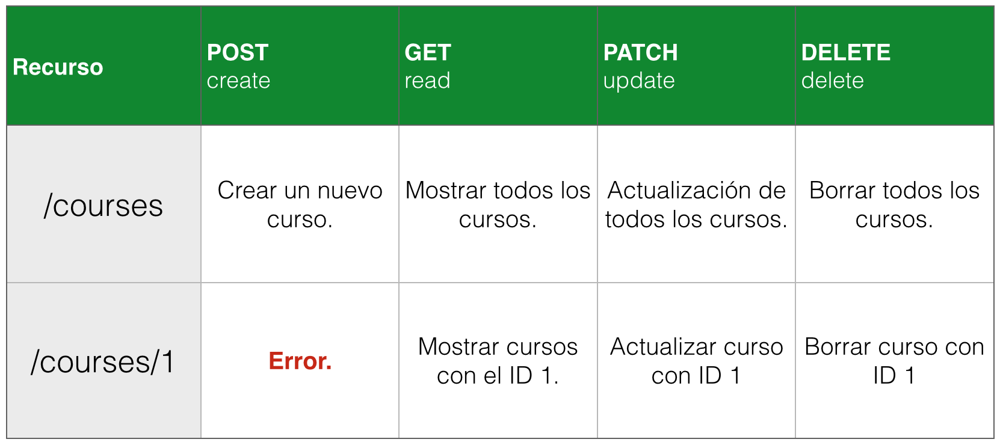 Recurso
POST
create
GET
read
PATCH
update
DELETE
delete
/courses
Crear un nuevo
curso.
Mostrar todos los
cursos.
Actualización de
todos los cursos.
Borrar todos los
cursos.
/courses/1
Error.
Mostrar cursos
con el ID 1.
Actualizar curso
con ID 1
Borrar curso con
ID 1